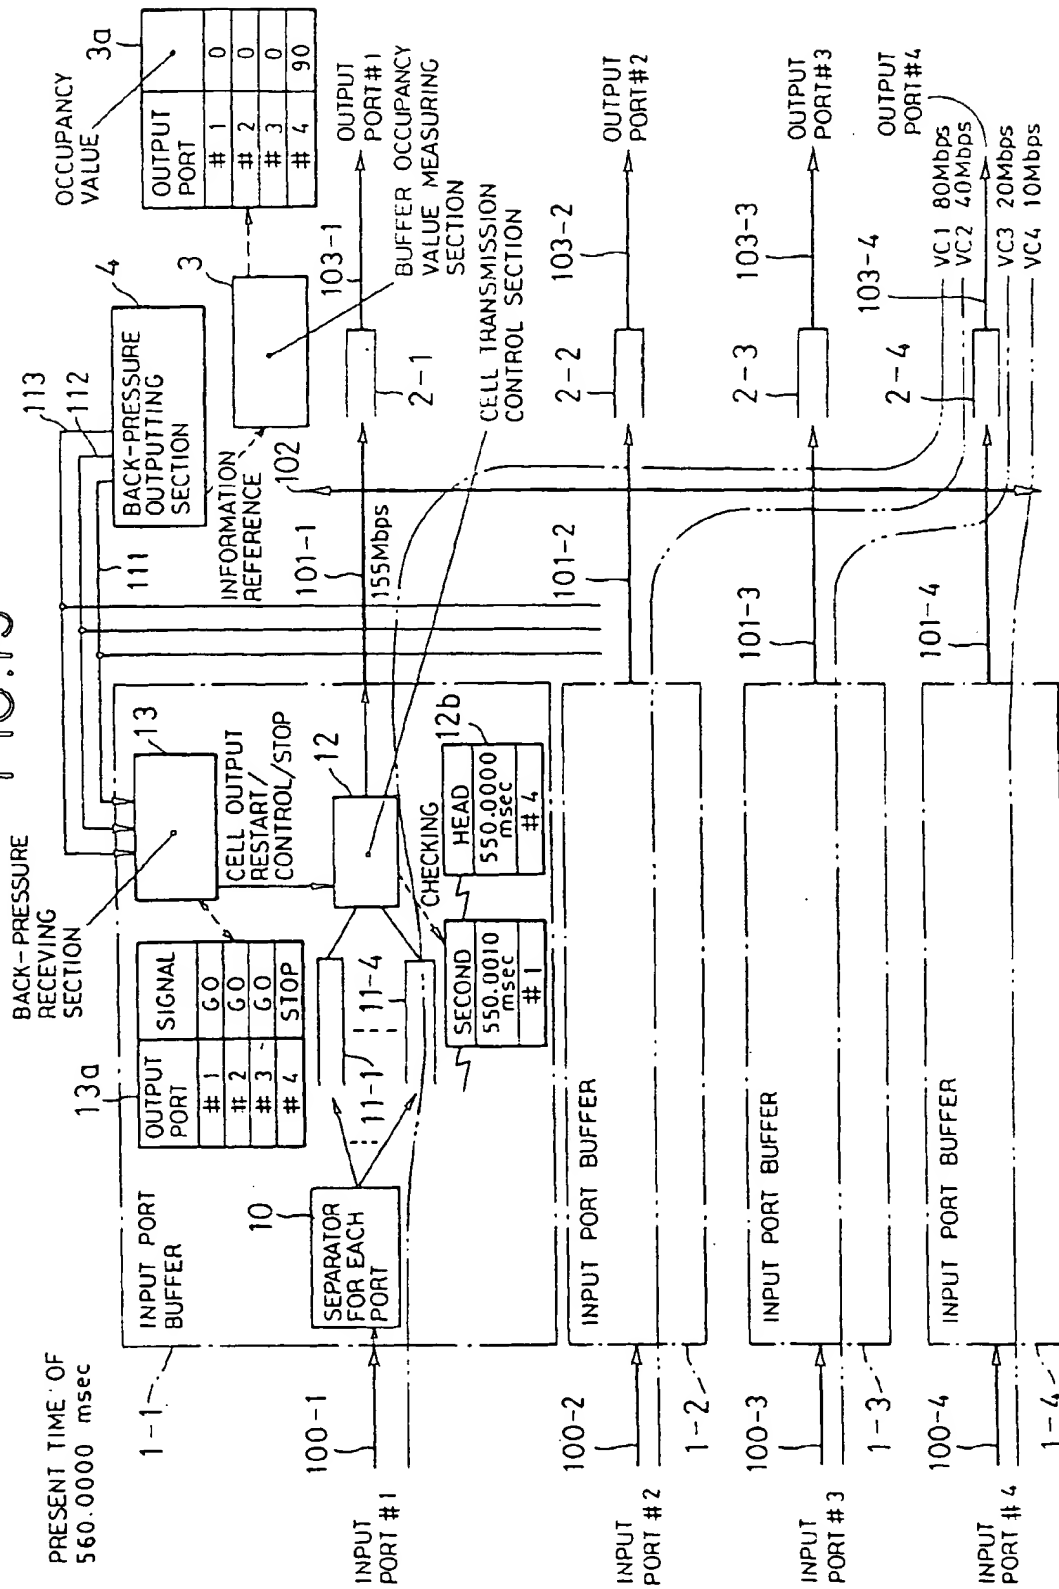 PRESENT TIME OF
560.0000 msec
BACK-PRESSURE
RECEVING
SECTION
13a
OUTPUT
PORT
SIGNAL
#1 GO
#2 GO
#3 GO
#4 STOP
13
CELL OUTPUT
RESTART/
CONTROL/STOP
111
112
113
4
BACK-PRESSURE
OUTPUTTING
SECTION
INFORMATION
REFERENCE
3
OCCUPANCY
VALUE
3a
OUTPUT
PORT
#1 0
#2 0
#3 0
#4 90
1-1
INPUT PORT
BUFFER
10
SEPARATOR
FOR EACH
PORT
11-1
11-4
12
CHECKING
SECOND
550.0010
msec
#1
HEAD
550.0000
msec
#4
12b
100-1
INPUT
PORT #1
101-1
155Mbps
102
2-1
103-1
OUTPUT
PORT#1
BUFFER OCCUPANCY
VALUE MEASURING
SECTION
CELL TRANSMISSION
CONTROL SECTION
100-2
INPUT
PORT #2
1-2
INPUT PORT BUFFER
101-2
2-2
103-2
OUTPUT
PORT#2
100-3
INPUT
PORT #3
1-3
INPUT PORT BUFFER
101-3
2-3
103-3
OUTPUT
PORT#3
100-4
INPUT
PORT #4
1-4
INPUT PORT BUFFER
101-4
2-4
103-4
OUTPUT
PORT#4
VC1 80Mbps
VC2 40Mbps
VC3 20Mbps
VC4 10Mbps